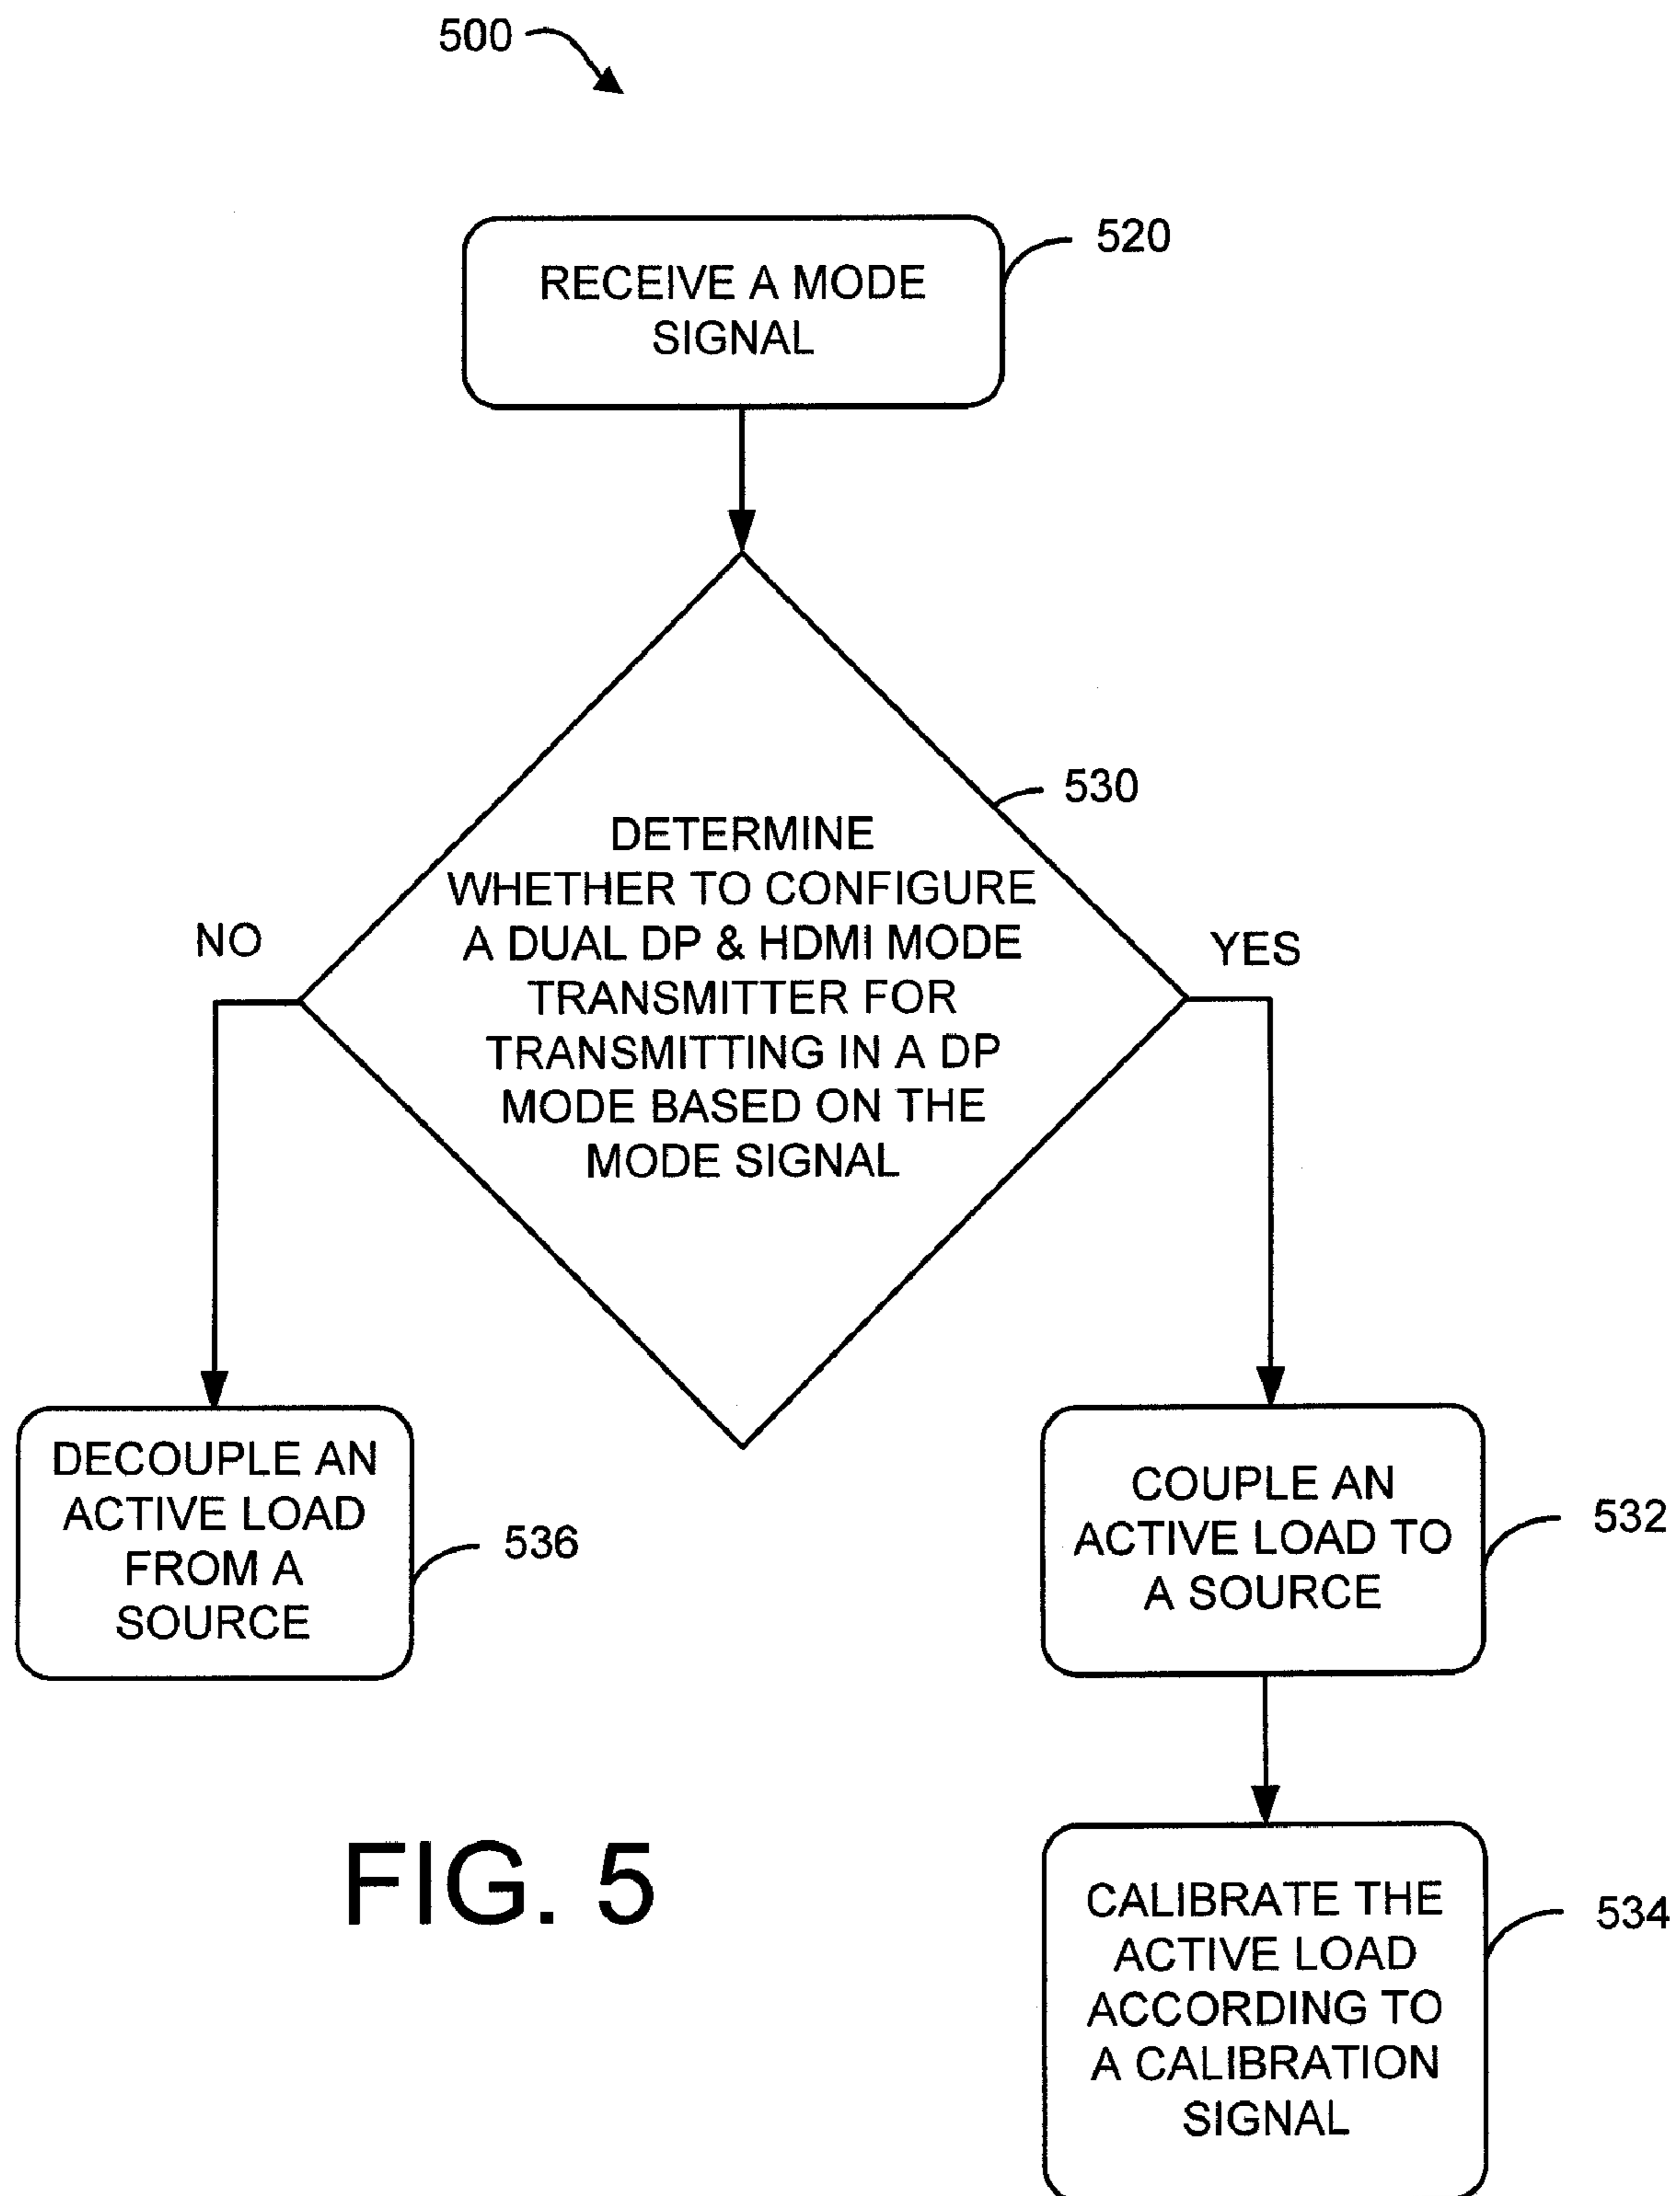 500
RECEIVE A MODE
SIGNAL
520
DETERMINE
WHETHER TO CONFIGURE
A DUAL DP & HDMI MODE
TRANSMITTER FOR
TRANSMITTING IN A DP
MODE BASED ON THE
MODE SIGNAL
530
NO
YES
DECOUPLE AN
ACTIVE LOAD
FROM A
SOURCE
536
COUPLE AN
ACTIVE LOAD TO
A SOURCE
532
CALIBRATE THE
ACTIVE LOAD
ACCORDING TO
A CALIBRATION
SIGNAL
534
FIG. 5